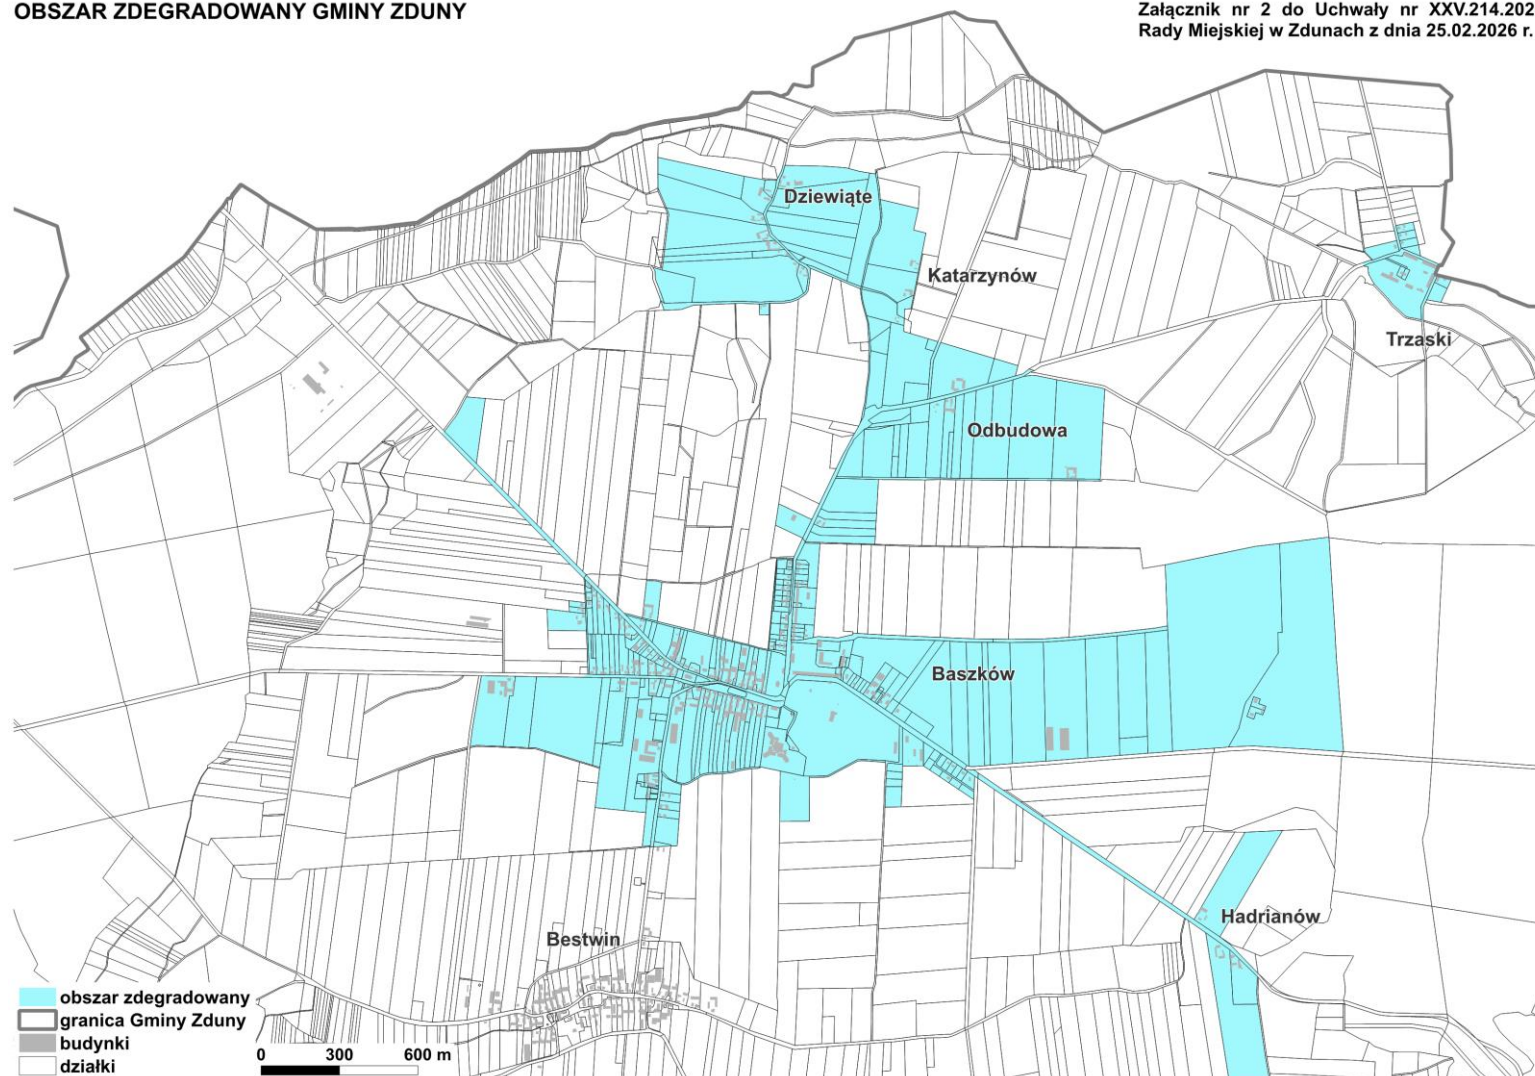 OBSZAR ZDEGRADOWANY GMINY ZDUNY
Załącznik nr 2 do Uchwały nr XXV.214.202
Rady Miejskiej w Zdunach z dnia 25.02.2026 r.
Dziewiąte
Katarzynów
Trzaski
Odbudowa
Baszków
Hadrianów
Bestwin
obszar zdegradowany
granica Gminy Zduny
budynki
działki
0 300 600 m